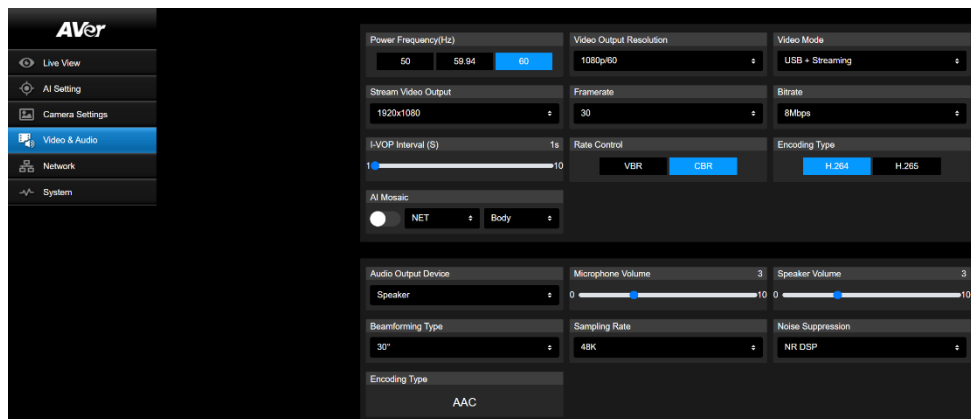 AVer
Live View
AI Setting
Camera Settings
Video & Audio
Network
System
Power Frequency(Hz)
50 59.94 60
Video Output Resolution
1080p/60
Video Mode
USB + Streaming
Stream Video Output
1920x1080
Framerate
30
Bitrate
8Mbps
I-VOP Interval (S) 1s
1 10
Rate Control
VBR CBR
Encoding Type
H.264 H.265
AI Mosaic
NET Body
Audio Output Device
Speaker
Microphone Volume 3
0 10
Speaker Volume 3
0 10
Beamforming Type
30°
Sampling Rate
48K
Noise Suppression
NR DSP
Encoding Type
AAC